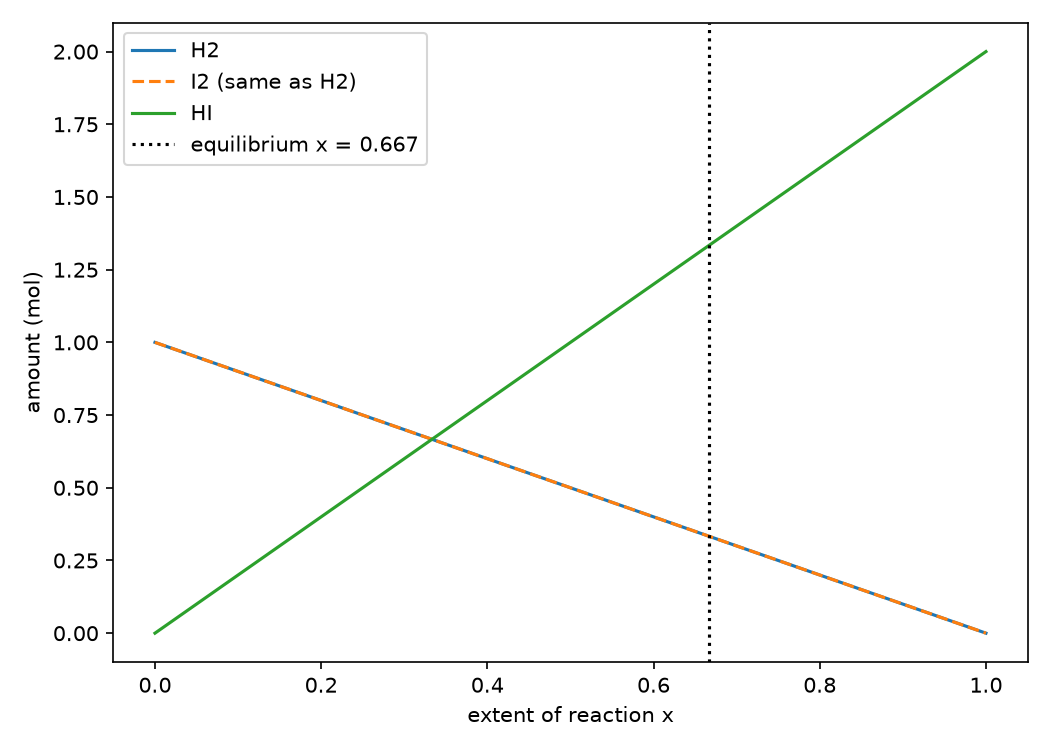 H2
I2 (same as H2)
HI
equilibrium x = 0.667
2.00
1.75
1.50
1.25
1.00
0.75
0.50
0.25
0.00
amount (mol)
0.0 0.2 0.4 0.6 0.8 1.0
extent of reaction x